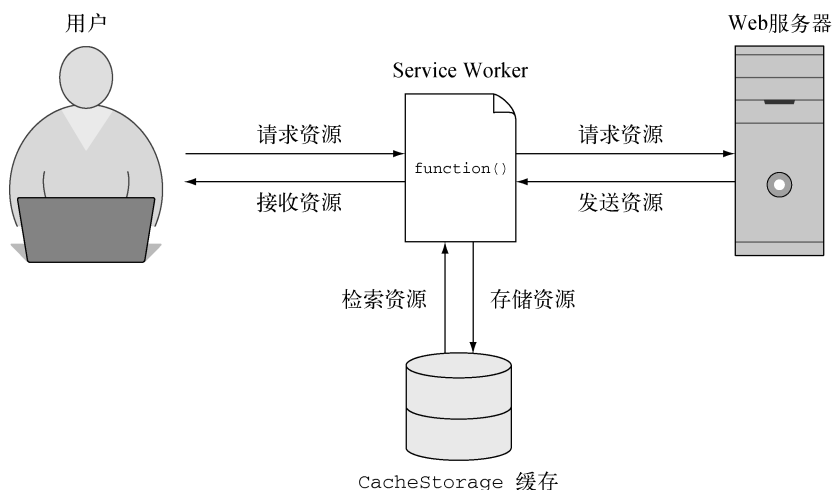 用户
Web服务器
Service Worker
请求资源
请求资源
function()
接收资源
发送资源
检索资源
存储资源
CacheStorage 缓存